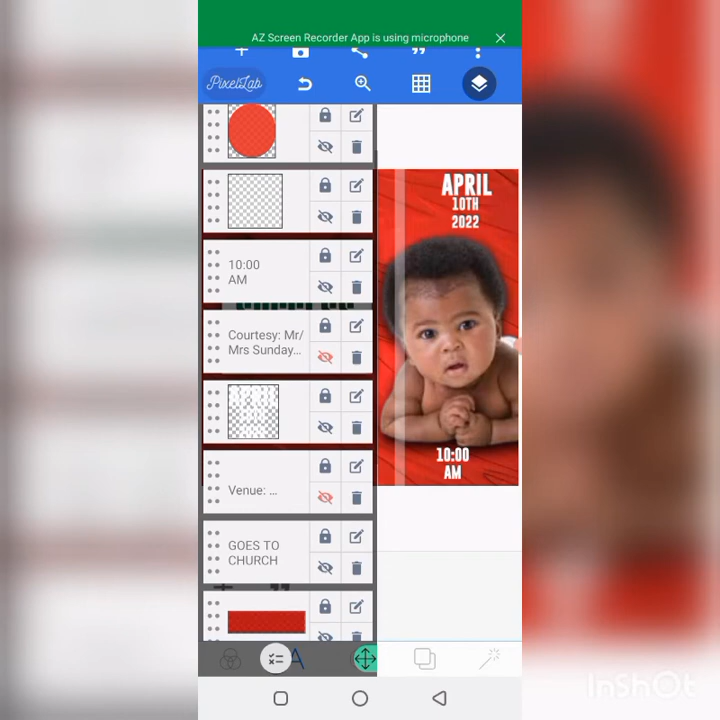 AZ Screen Recorder App is using microphone
PixelLab
APRIL
10TH
2022
10:00
AM
Courtesy: Mr/
Mrs Sunday...
Venue: ...
GOES TO
CHURCH
10:00
AM
A
InShOt